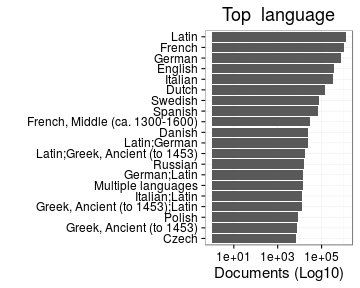 Top language
Latin
French
German
English
Italian
Dutch
Swedish
Spanish
French, Middle (ca. 1300-1600)
Danish
Latin;German
Latin;Greek, Ancient (to 1453)
Russian
German;Latin
Multiple languages
Italian;Latin
Greek, Ancient (to 1453);Latin
Polish
Greek, Ancient (to 1453)
Czech
1e+01 1e+03 1e+05
Documents (Log10)